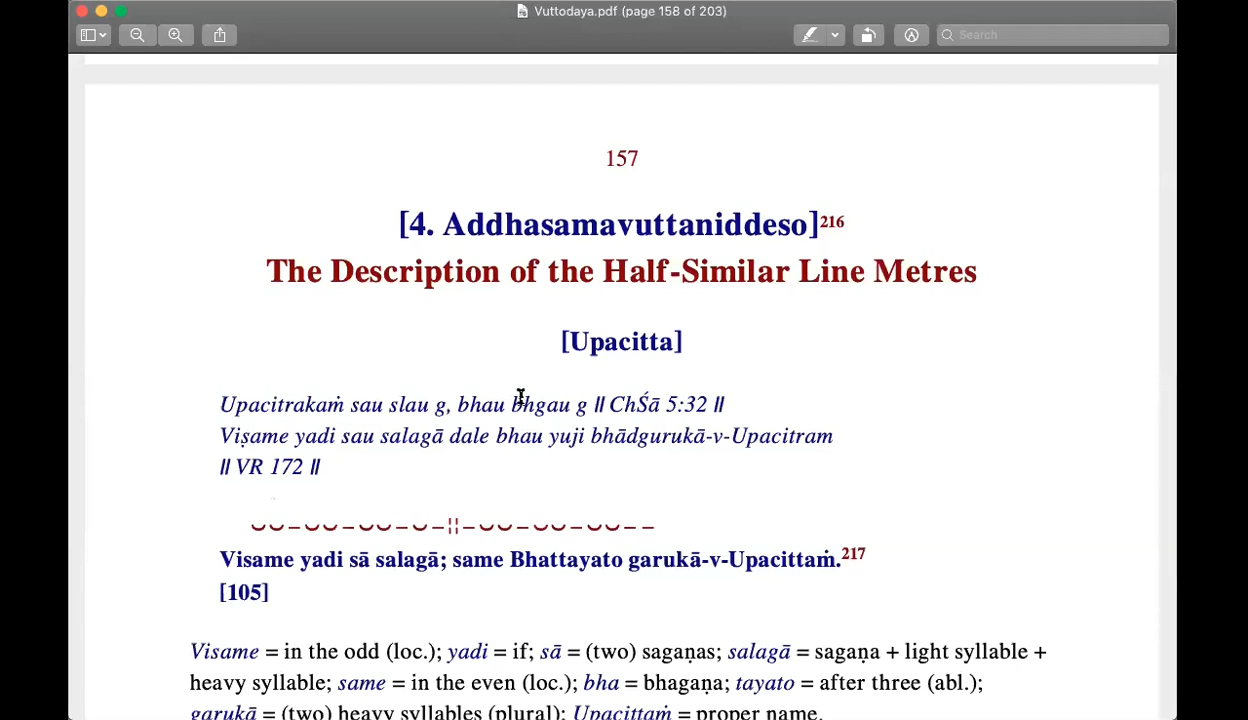 Vuttodaya.pdf (page 158 of 203)
Search
157
[4. Addhasamavuttaniddeso]216
The Description of the Half-Similar Line Metres
[Upacitta]
Upacitrakaṁ sau slau g, bhau bhgau g ǁ ChŚā 5:32 ǁ
Viṣame yadi sau salagā dale bhau yuji bhādgurukā-v-Upacitram
ǁ VR 172 ǁ
⏑⏑−⏑⏑−⏑⏑−⏑−¦¦−⏑⏑−⏑⏑−⏑⏑−−
Visame yadi sā salagā; same Bhattayato garukā-v-Upacittaṁ.217
[105]
Visame = in the odd (loc.); yadi = if; sā = (two) sagaṇas; salagā = sagaṇa + light syllable +
heavy syllable; same = in the even (loc.); bha = bhagaṇa; tayato = after three (abl.);
garukā = (two) heavy syllables (plural); Upacittaṁ = proper name.